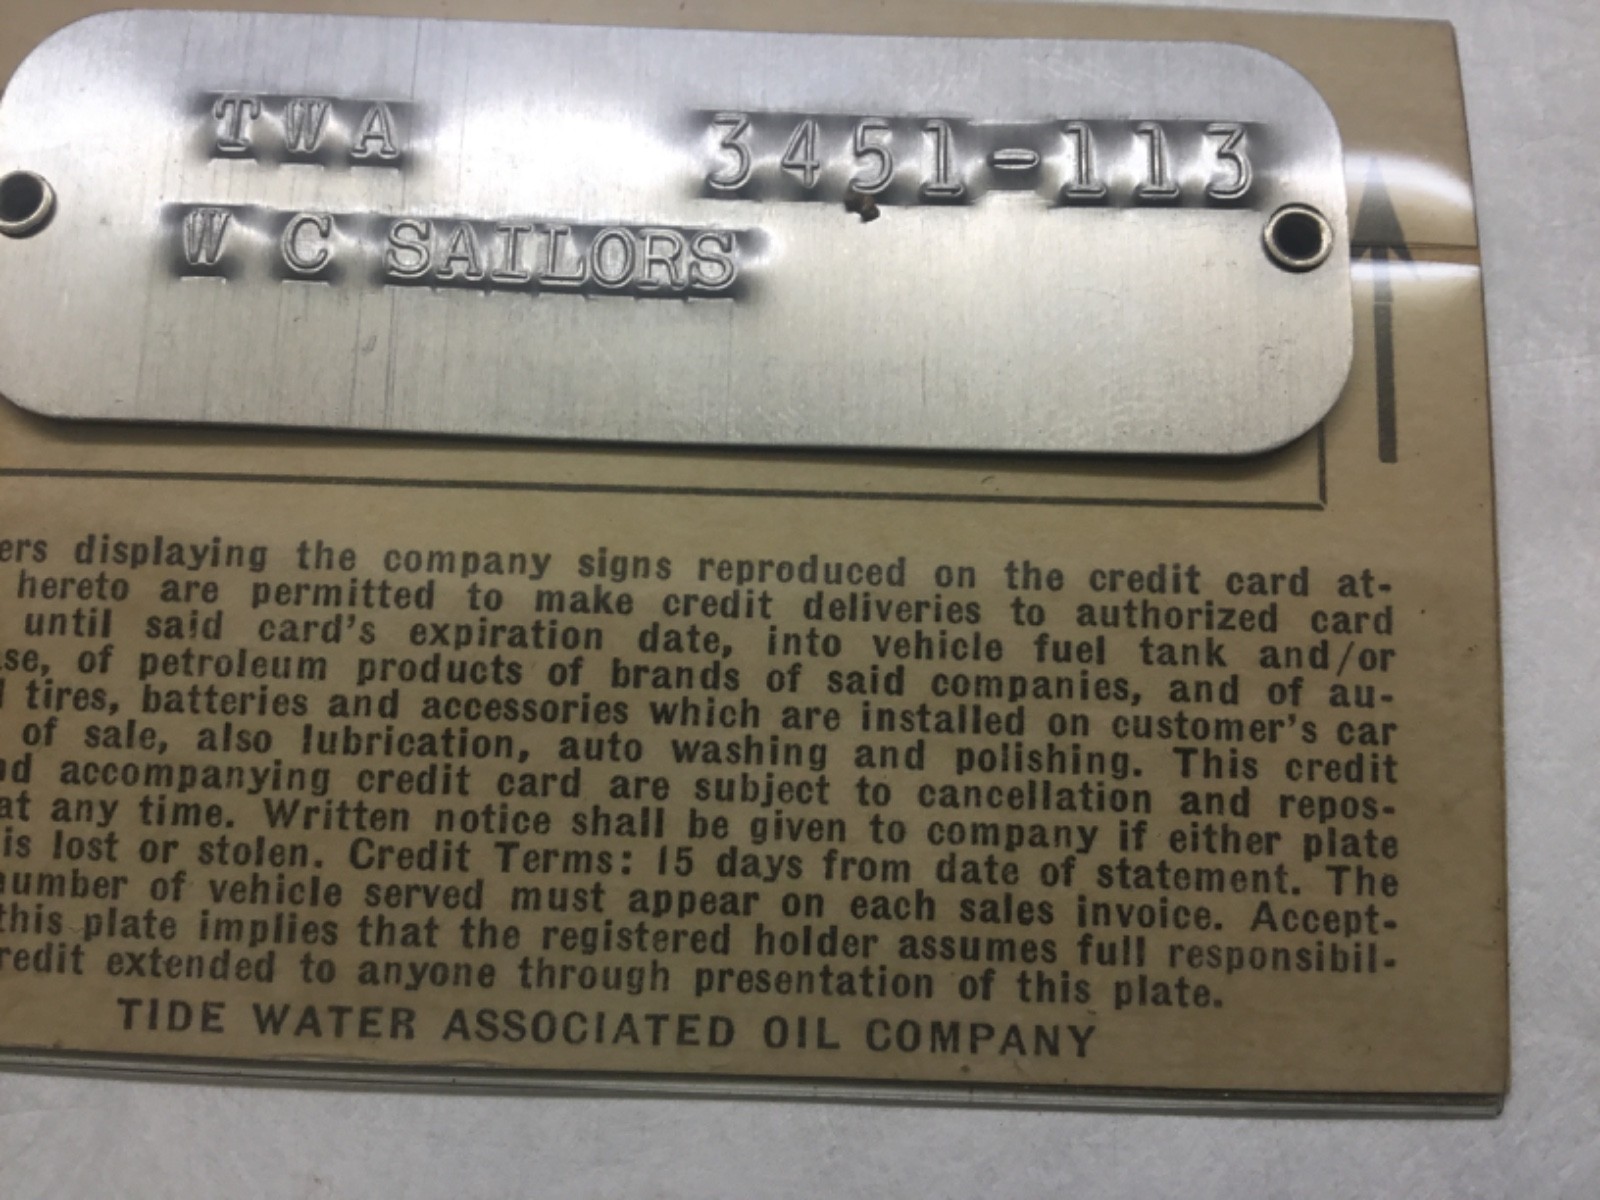 TWA 3451-113
W C SAILORS
ers displaying the company signs reproduced on the credit card at-
hereto are permitted to make credit deliveries to authorized card
until said card's expiration date, into vehicle fuel tank and/or
se, of petroleum products of brands of said companies, and of au-
tires, batteries and accessories which are installed on customer's car
of sale, also lubrication, auto washing and polishing. This credit
accompanying credit card are subject to cancellation and repos-
at any time. Written notice shall be given to company if either plate
is lost or stolen. Credit Terms: 15 days from date of statement. The
number of vehicle served must appear on each sales invoice. Accept-
this plate implies that the registered holder assumes full responsibil-
redit extended to anyone through presentation of this plate.
TIDE WATER ASSOCIATED OIL COMPANY